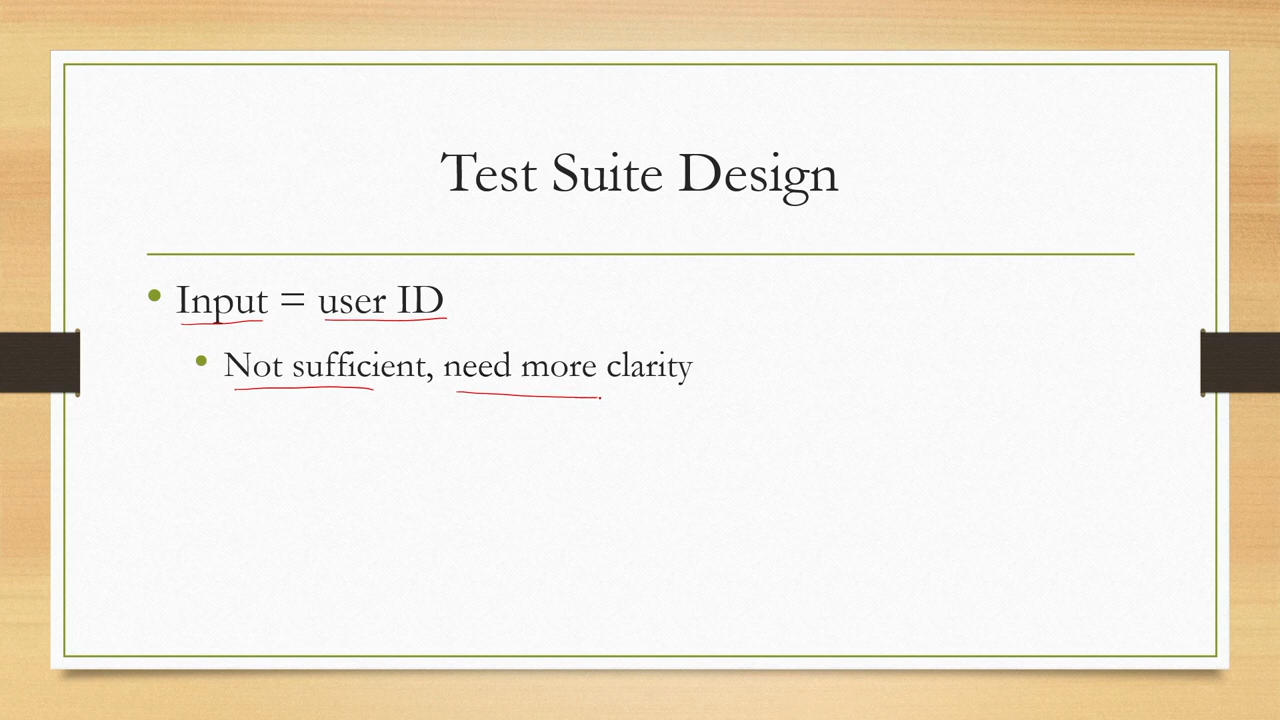 Test Suite Design
Input = user ID
Not sufficient, need more clarity